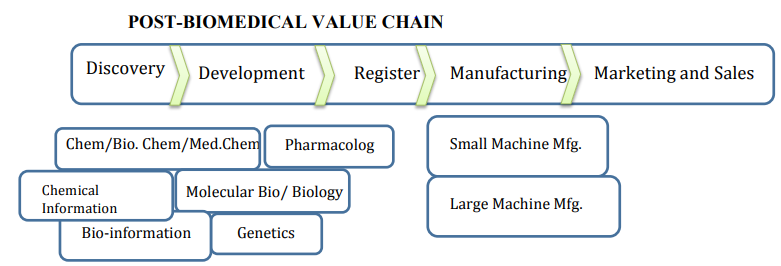 POST-BIOMEDICAL VALUE CHAIN
Discovery Development Register Manufacturing Marketing and Sales
Chem/Bio. Chem/Med.Chem Pharmacolog Small Machine Mfg.
Chemical
Information
Molecular Bio/ Biology
Large Machine Mfg.
Bio-information Genetics